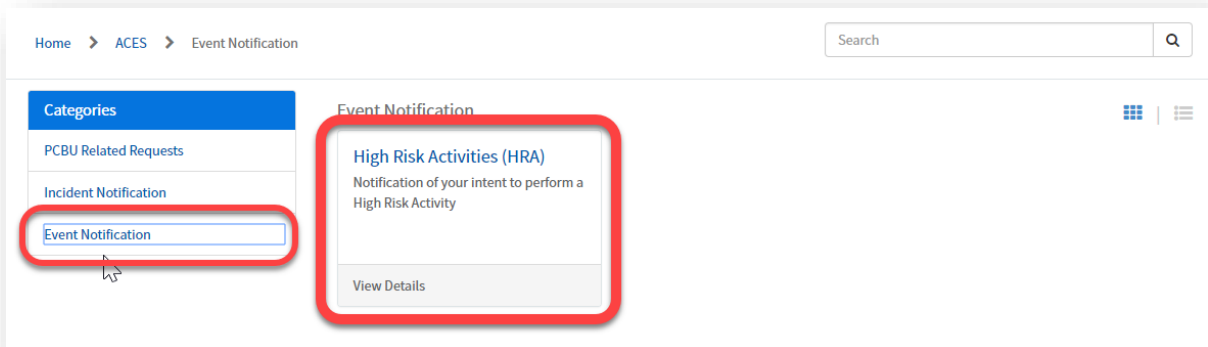 Home > ACES > Event Notification
Search
Categories
PCBU Related Requests
Incident Notification
Event Notification
Event Notification
High Risk Activities (HRA)
Notification of your intent to perform a
High Risk Activity
View Details